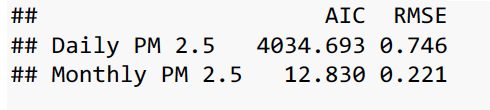 ##                     AIC  RMSE
## Daily PM 2.5   4034.693 0.746
## Monthly PM 2.5   12.830 0.221